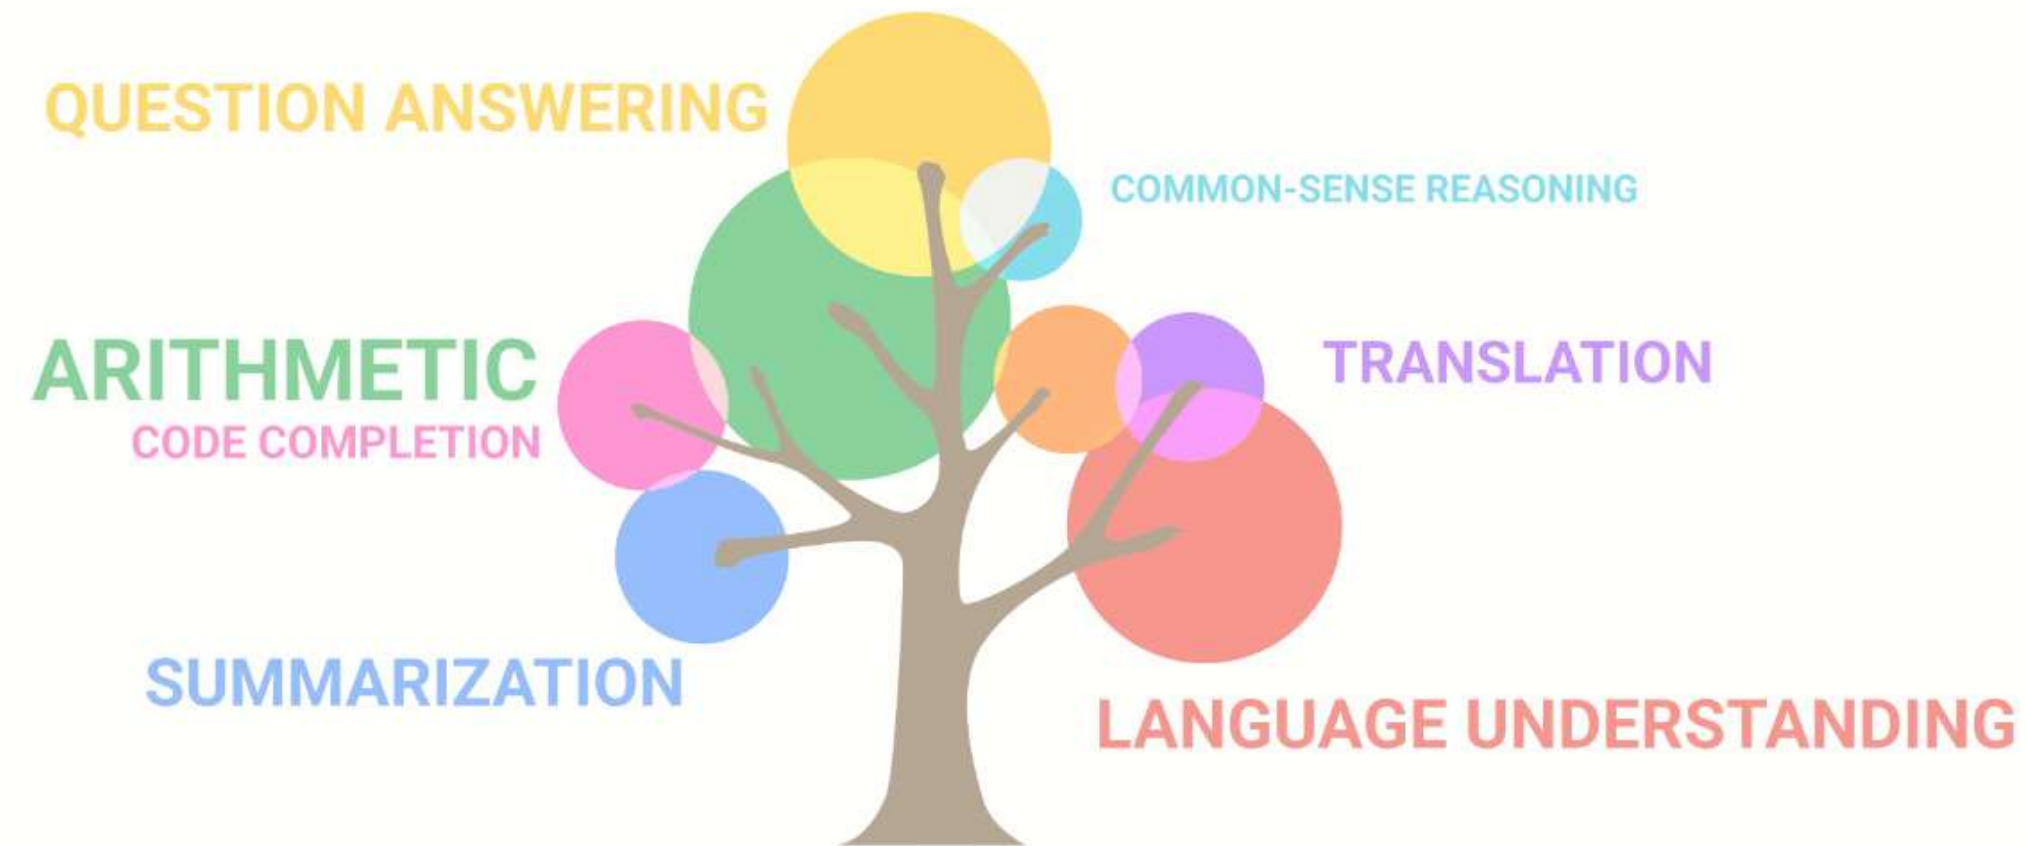 QUESTION ANSWERING
COMMON-SENSE REASONING
ARITHMETIC
TRANSLATION
CODE COMPLETION
SUMMARIZATION
LANGUAGE UNDERSTANDING